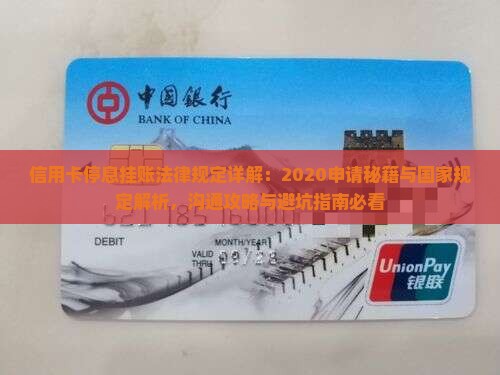 中国银行
BANK OF CHINA
信用卡停息挂账法律规定详解：2020申请秘籍与国家规
定解析，沟通攻略与避坑指南必看
DEBIT
MONTH/YEAR
VALID
THRU
UnionPay
银联